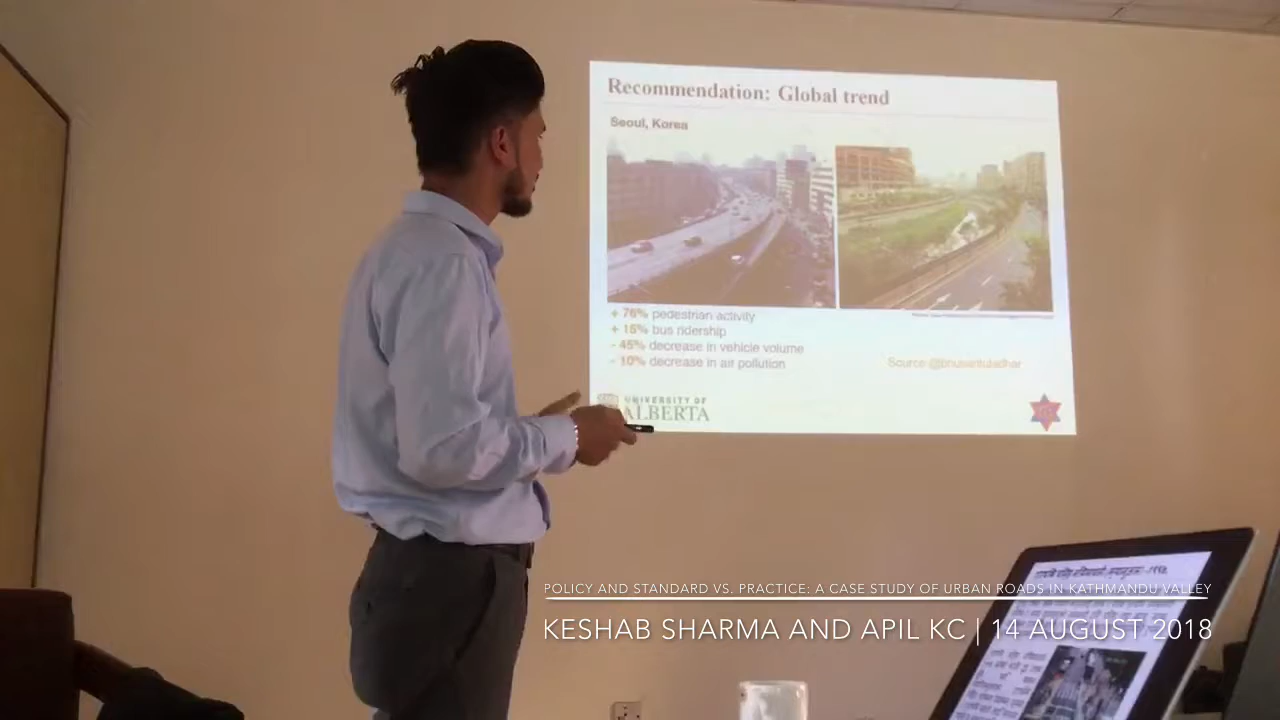 Recommendation: Global trend
Seoul, Korea
+ 76% pedestrian activity
+ 15% bus ridership
- 45% decrease in vehicle volume
- 10% decrease in air pollution
Source:@bhusantuladhar
UNIVERSITY OF
ALBERTA
POLICY AND STANDARD VS. PRACTICE: A CASE STUDY OF URBAN ROADS IN KATHMANDU VALLEY
KESHAB SHARMA AND APIL KC | 14 AUGUST 2018